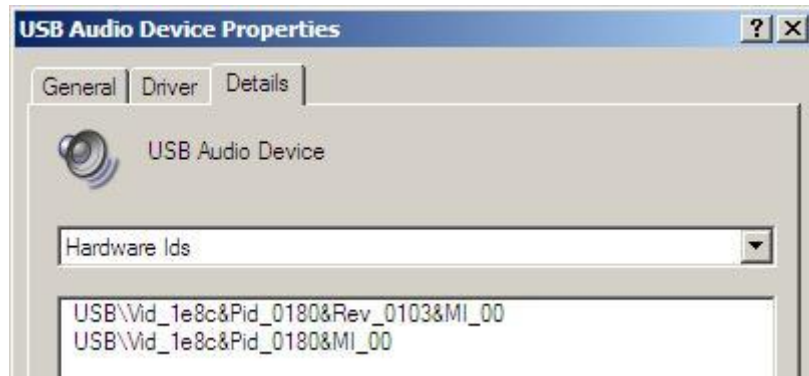 USB Audio Device Properties
General Driver Details
USB Audio Device
Hardware Ids
USB\Vid_1e8c&Pid_0180&Rev_0103&MI_00
USB\Vid_1e8c&Pid_0180&MI_00